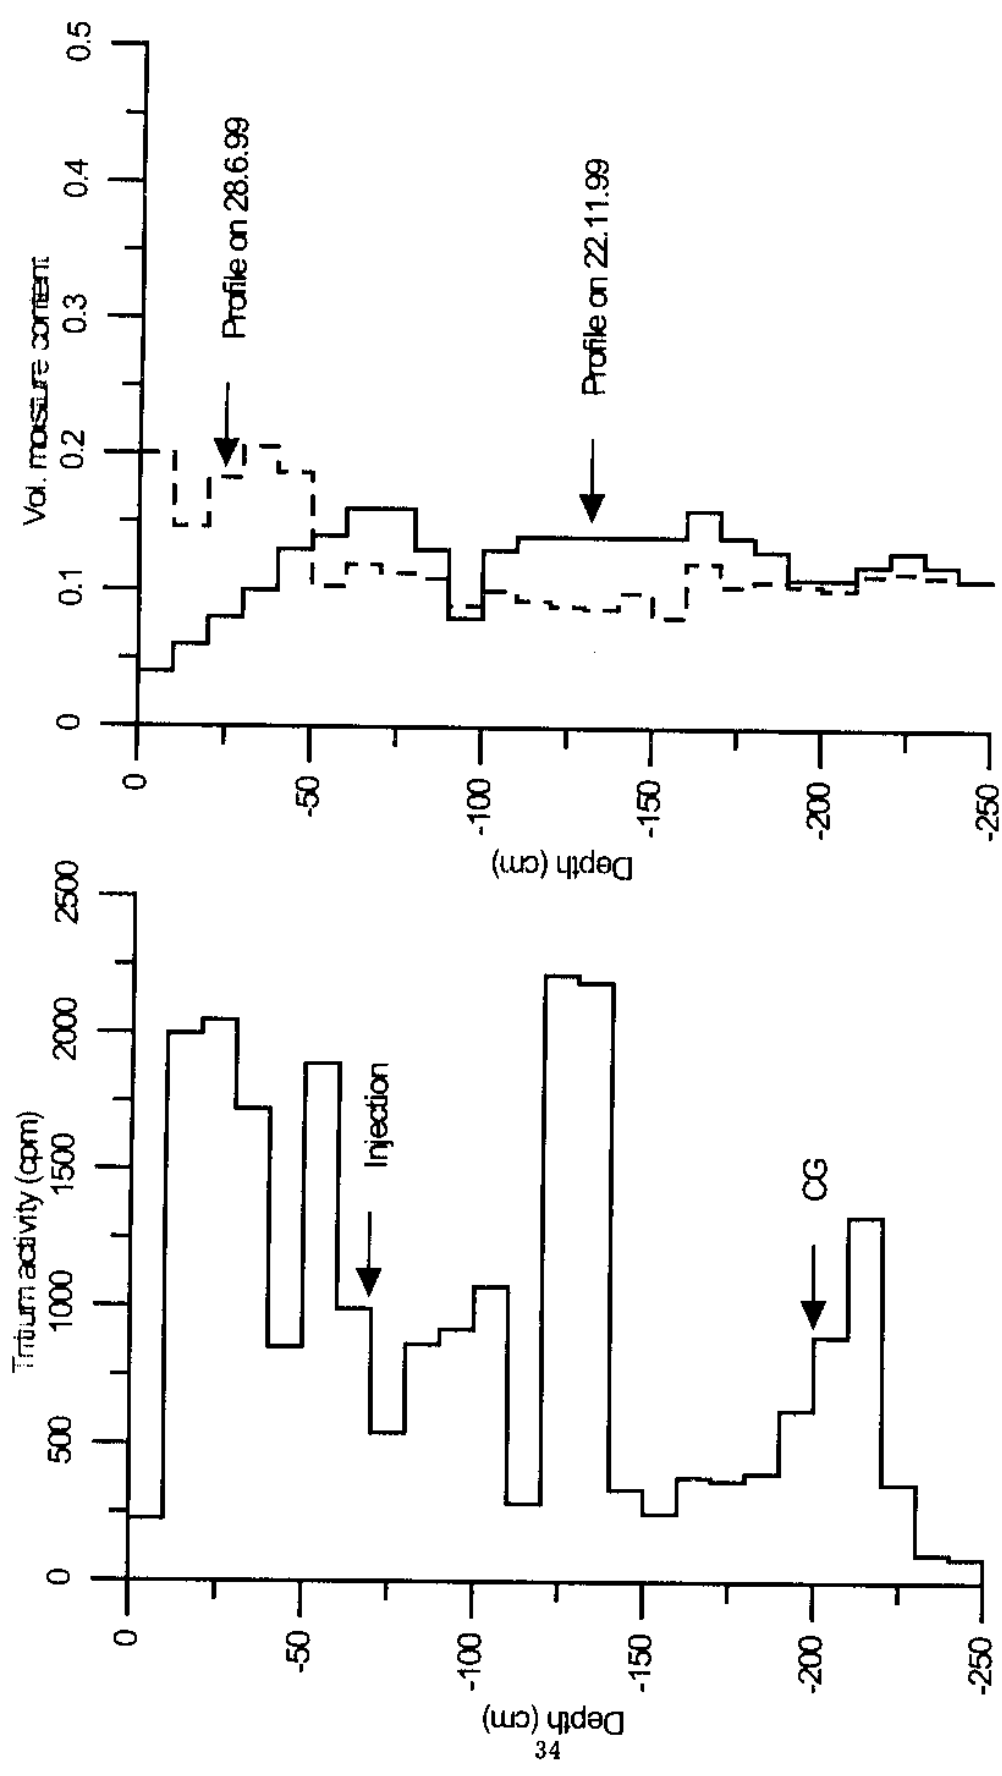 Tritium activity (cpm)
0 500 1000 1500 2000 2500
0
-50
-100
-150
-200
-250
Depth (cm)
Injection
CG
Vol. moisture content
0 0.1 0.2 0.3 0.4 0.5
0
-50
-100
-150
-200
-250
Depth (cm)
Profile on 28.6.99
Profile on 22.11.99
34